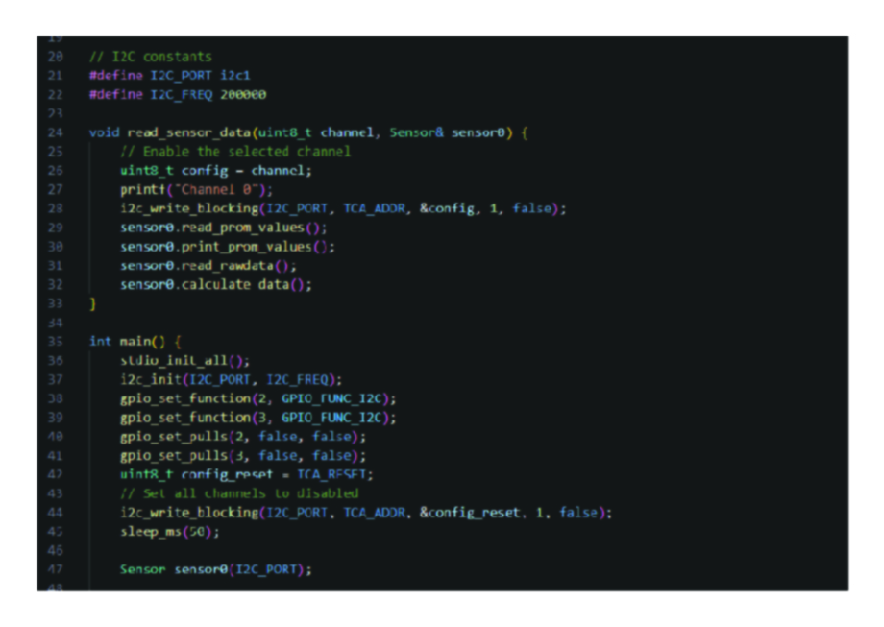 19
20 // I2C constants
21 #define I2C_PORT i2c1
22 #define I2C_FREQ 200000
23
24 void read_sensor_data(uint8_t channel, Sensor& sensor0) {
25 // Enable the selected channel
26 uint8_t config = channel;
27 printf("Channel 0");
28 i2c_write_blocking(I2C_PORT, TCA_ADDR, &config, 1, false);
29 sensor0.read_prom_values();
30 sensor0.print_prom_values();
31 sensor0.read_rawdata();
32 sensor0.calculate_data();
33 }
34
35 int main() {
36 stdio_init_all();
37 i2c_init(I2C_PORT, I2C_FREQ);
38 gpio_set_function(2, GPIO_FUNC_I2C);
39 gpio_set_function(3, GPIO_FUNC_I2C);
40 gpio_set_pulls(2, false, false);
41 gpio_set_pulls(3, false, false);
42 uint8_t config_reset = TCA_RESET;
43 // Set all channels to disabled
44 i2c_write_blocking(I2C_PORT, TCA_ADDR, &config_reset, 1, false);
45 sleep_ms(50);
46
47 Sensor sensor0(I2C_PORT);
48